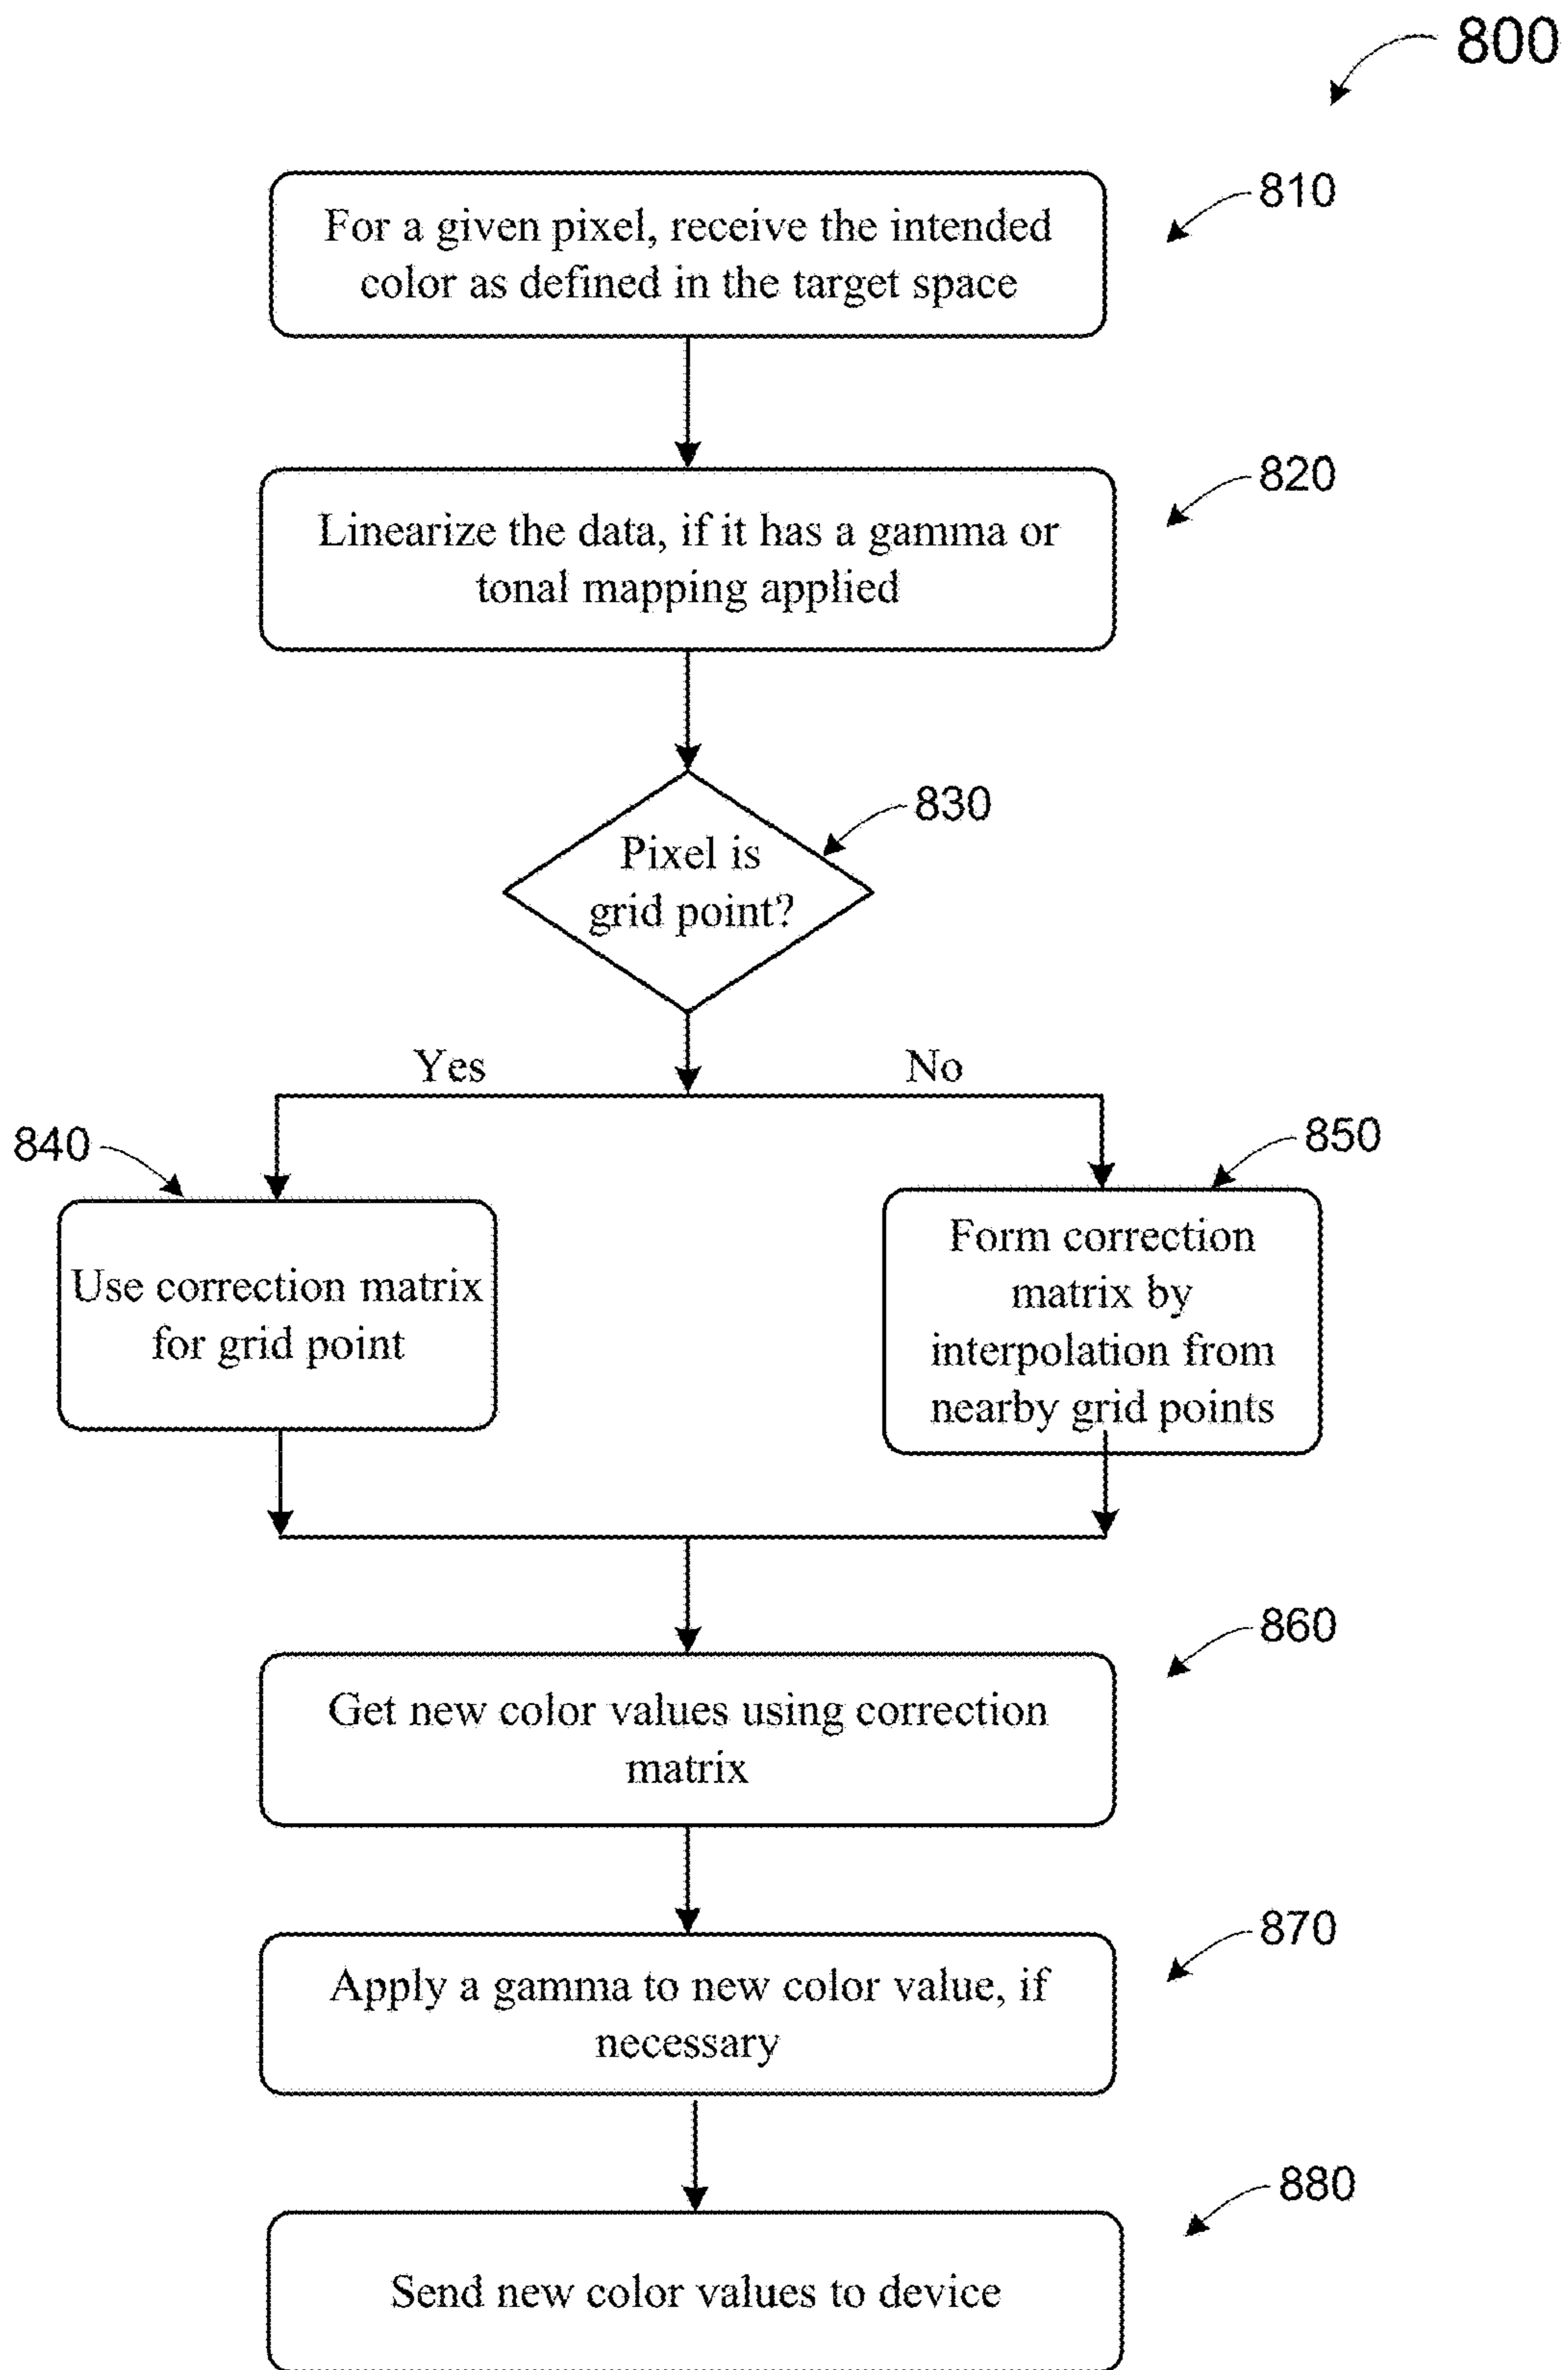 800
810
For a given pixel, receive the intended
color as defined in the target space
820
Linearize the data, if it has a gamma or
tonal mapping applied
830
Pixel is
grid point?
Yes
No
840
850
Use correction matrix
for grid point
Form correction
matrix by
interpolation from
nearby grid points
860
Get new color values using correction
matrix
870
Apply a gamma to new color value, if
necessary
880
Send new color values to device